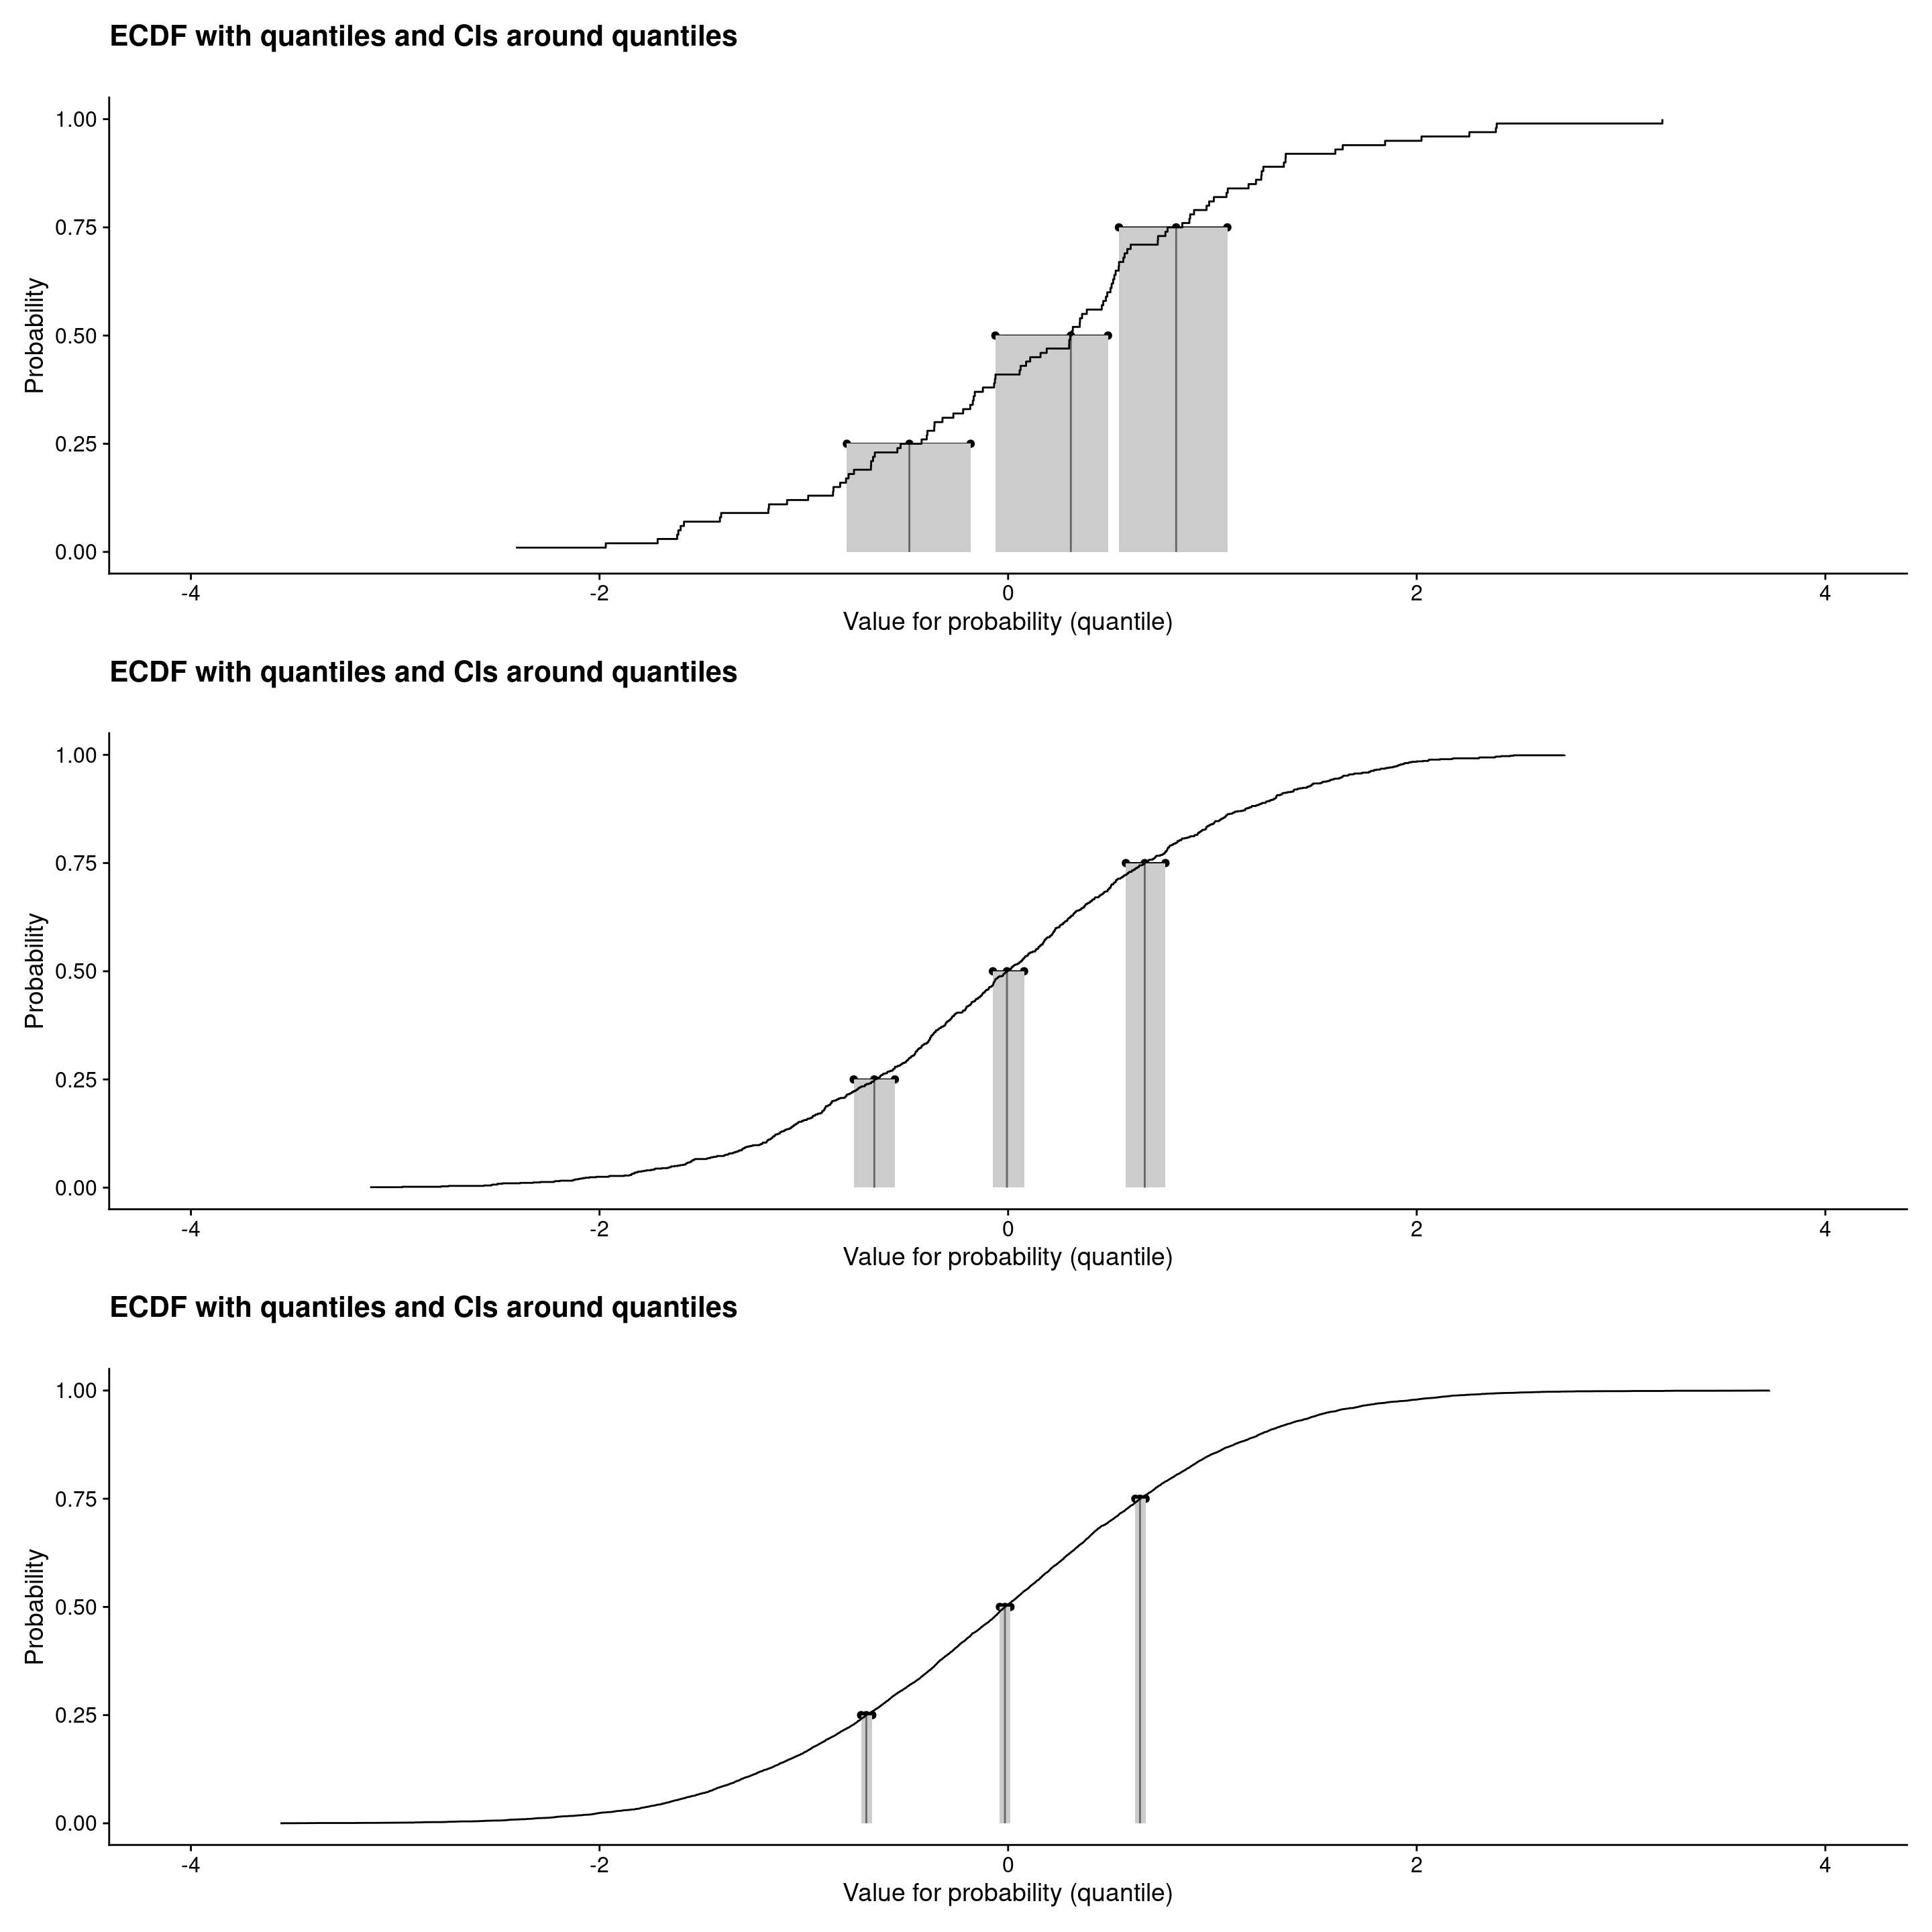 ECDF with quantiles and CIs around quantiles
1.00
0.75
0.50
0.25
0.00
Probability
-4 -2 0 2 4
Value for probability (quantile)
ECDF with quantiles and CIs around quantiles
1.00
0.75
0.50
0.25
0.00
Probability
-4 -2 0 2 4
Value for probability (quantile)
ECDF with quantiles and CIs around quantiles
1.00
0.75
0.50
0.25
0.00
Probability
-4 -2 0 2 4
Value for probability (quantile)